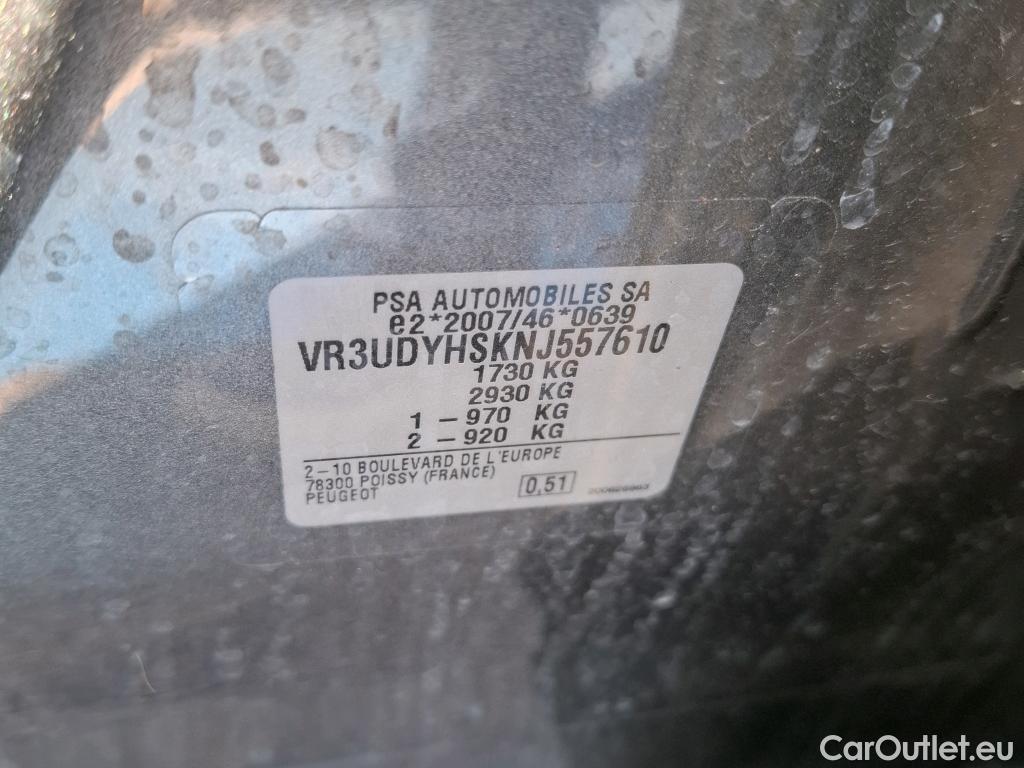 PSA AUTOMOBILES SA
e2*2007/46*0639
VR3UDYHSKNJ557610
1730 KG
2930 KG
1 – 970 KG
2 – 920 KG
2–10 BOULEVARD DE L'EUROPE
78300 POISSY (FRANCE)
PEUGEOT
0,51
CarOutlet.eu